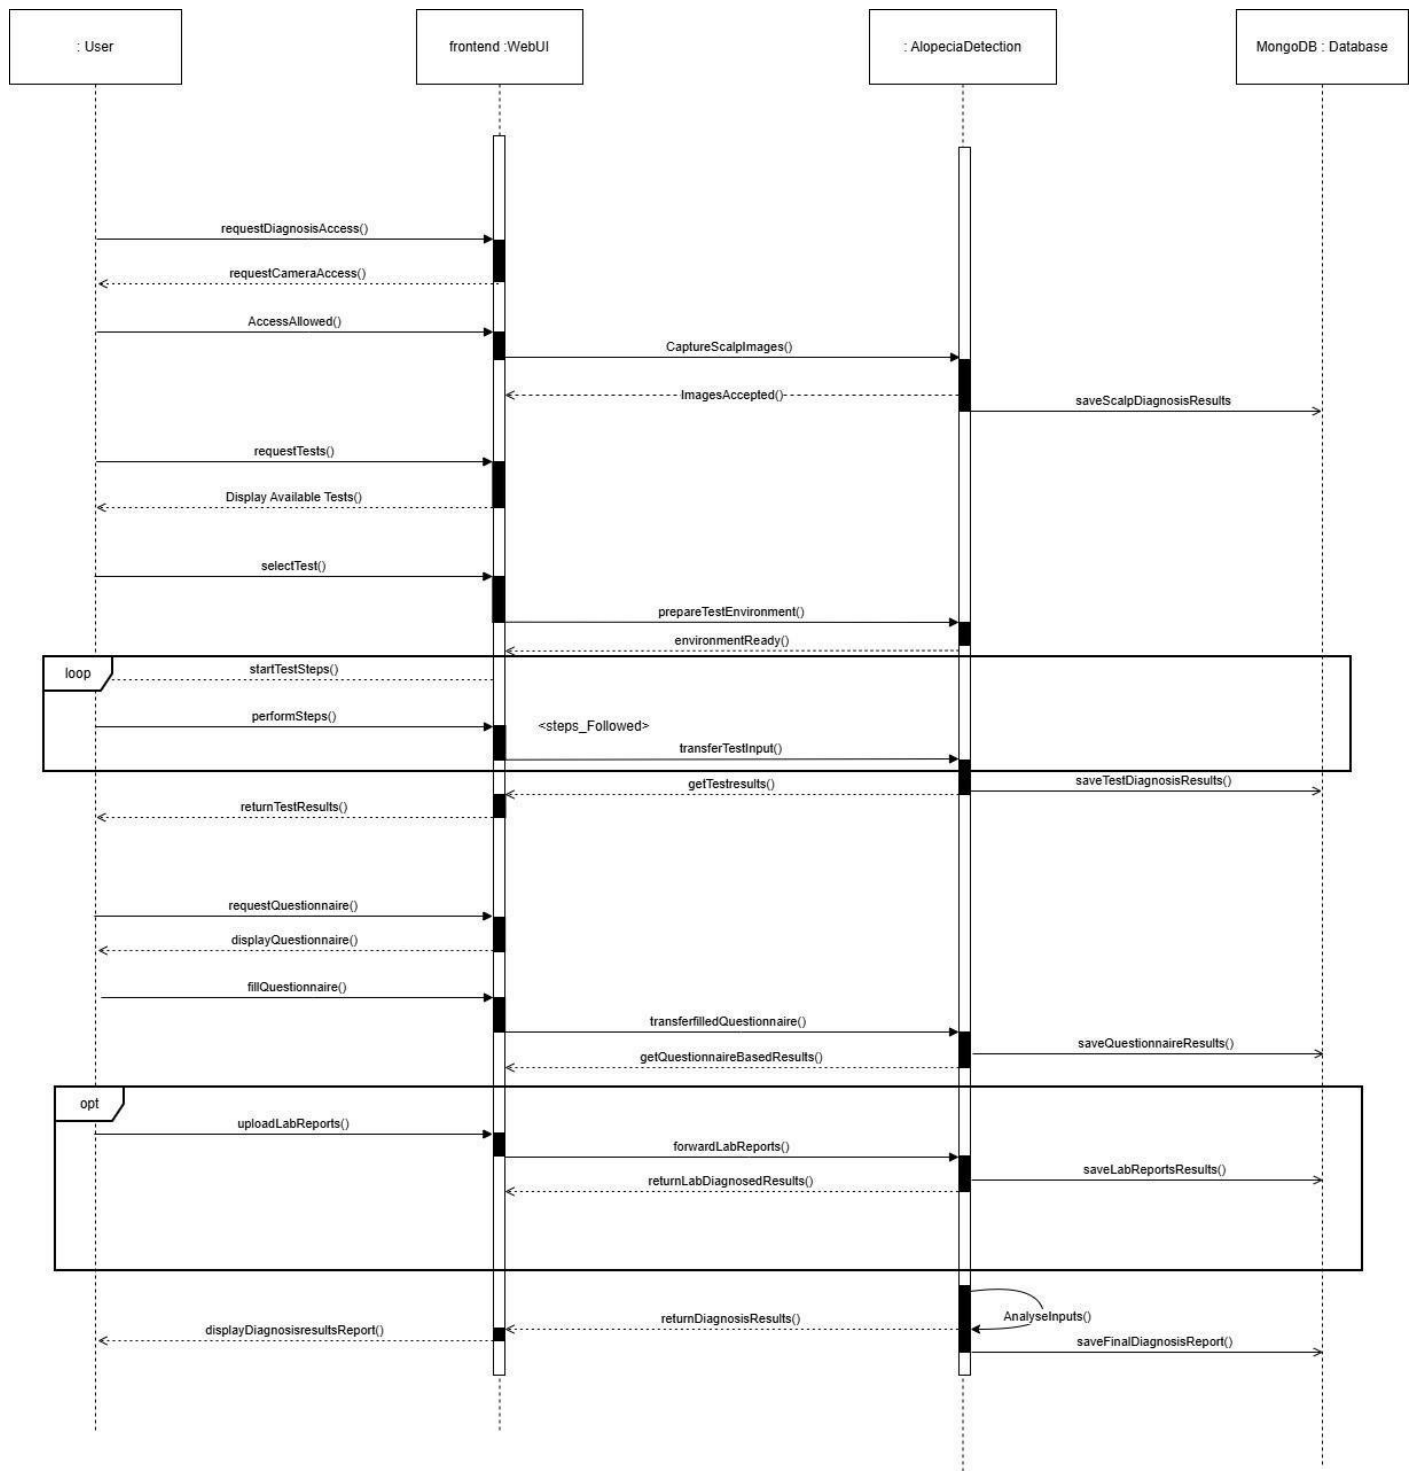 : User
frontend :WebUI
: AlopeciaDetection
MongoDB : Database
requestDiagnosisAccess()
requestCameraAccess()
AccessAllowed()
CaptureScalpImages()
ImagesAccepted()
saveScalpDiagnosisResults
requestTests()
Display Available Tests()
selectTest()
prepareTestEnvironment()
environmentReady()
loop
startTestSteps()
performSteps()
<steps_Followed>
transferTestInput()
getTestresults()
saveTestDiagnosisResults()
returnTestResults()
requestQuestionnaire()
displayQuestionnaire()
fillQuestionnaire()
transferfilledQuestionnaire()
saveQuestionnaireResults()
getQuestionnaireBasedResults()
opt
uploadLabReports()
forwardLabReports()
saveLabReportsResults()
returnLabDiagnosedResults()
AnalyseInputs()
returnDiagnosisResults()
displayDiagnosisresultsReport()
saveFinalDiagnosisReport()